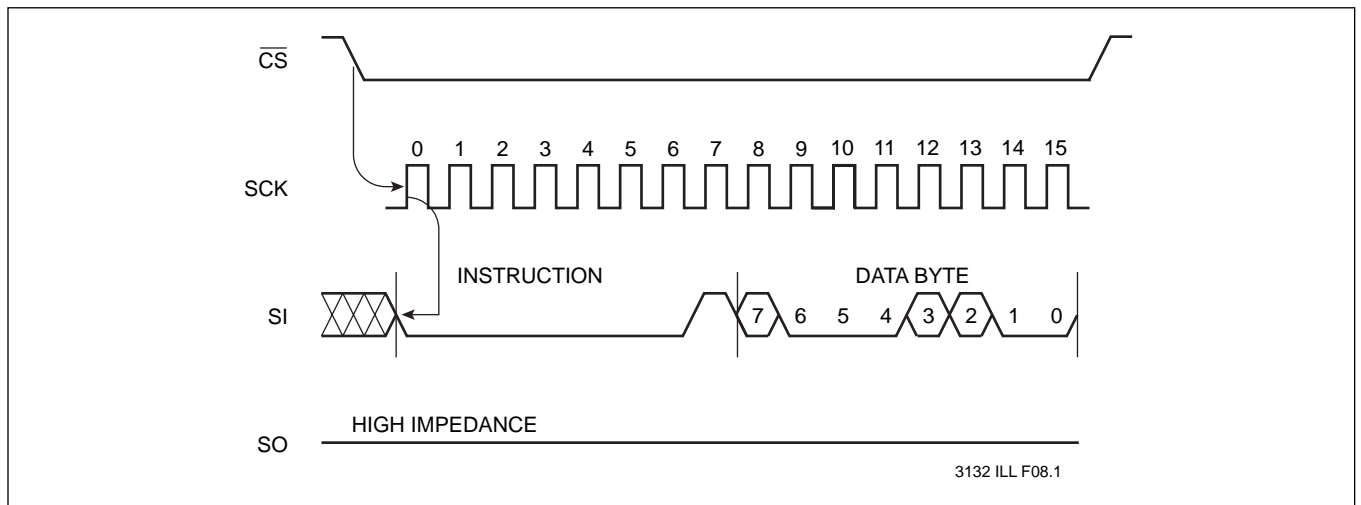 CS
0 1 2 3 4 5 6 7 8 9 10 11 12 13 14 15
SCK
INSTRUCTION DATA BYTE
SI 7 6 5 4 3 2 1 0
HIGH IMPEDANCE
SO
3132 ILL F08.1